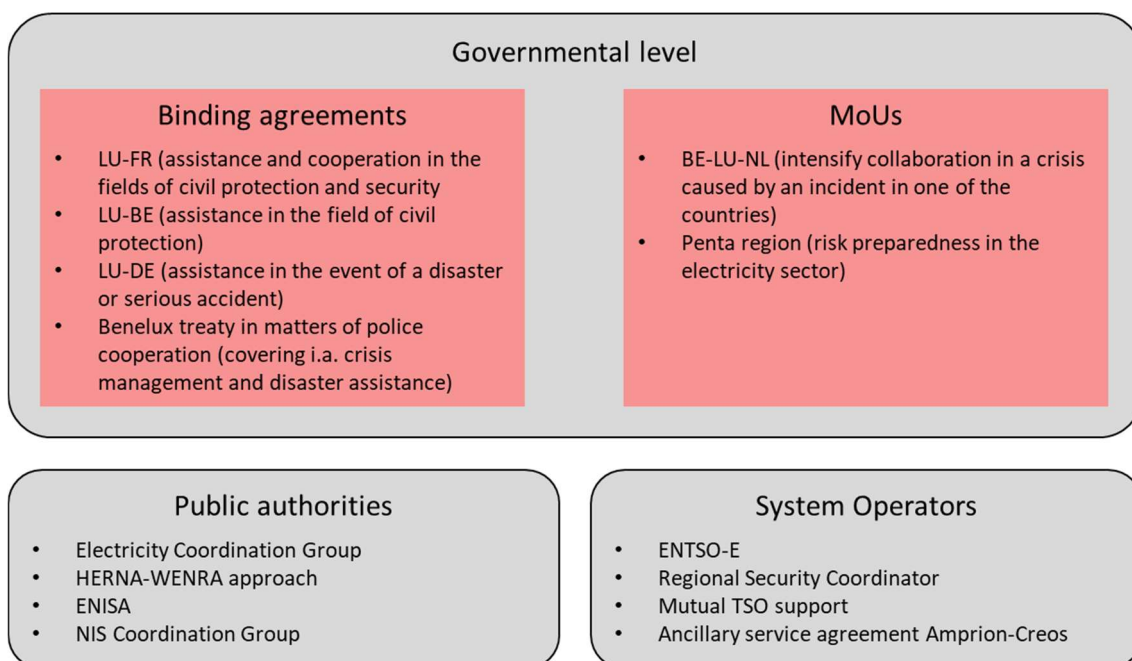 Governmental level
Binding agreements
• LU-FR (assistance and cooperation in the
fields of civil protection and security
• LU-BE (assistance in the field of civil
protection)
• LU-DE (assistance in the event of a disaster
or serious accident)
• Benelux treaty in matters of police
cooperation (covering i.a. crisis
management and disaster assistance)
MoUs
• BE-LU-NL (intensify collaboration in a crisis
caused by an incident in one of the
countries)
• Penta region (risk preparedness in the
electricity sector)
Public authorities
• Electricity Coordination Group
• HERNA-WENRA approach
• ENISA
• NIS Coordination Group
System Operators
• ENTSO-E
• Regional Security Coordinator
• Mutual TSO support
• Ancillary service agreement Amprion-Creos